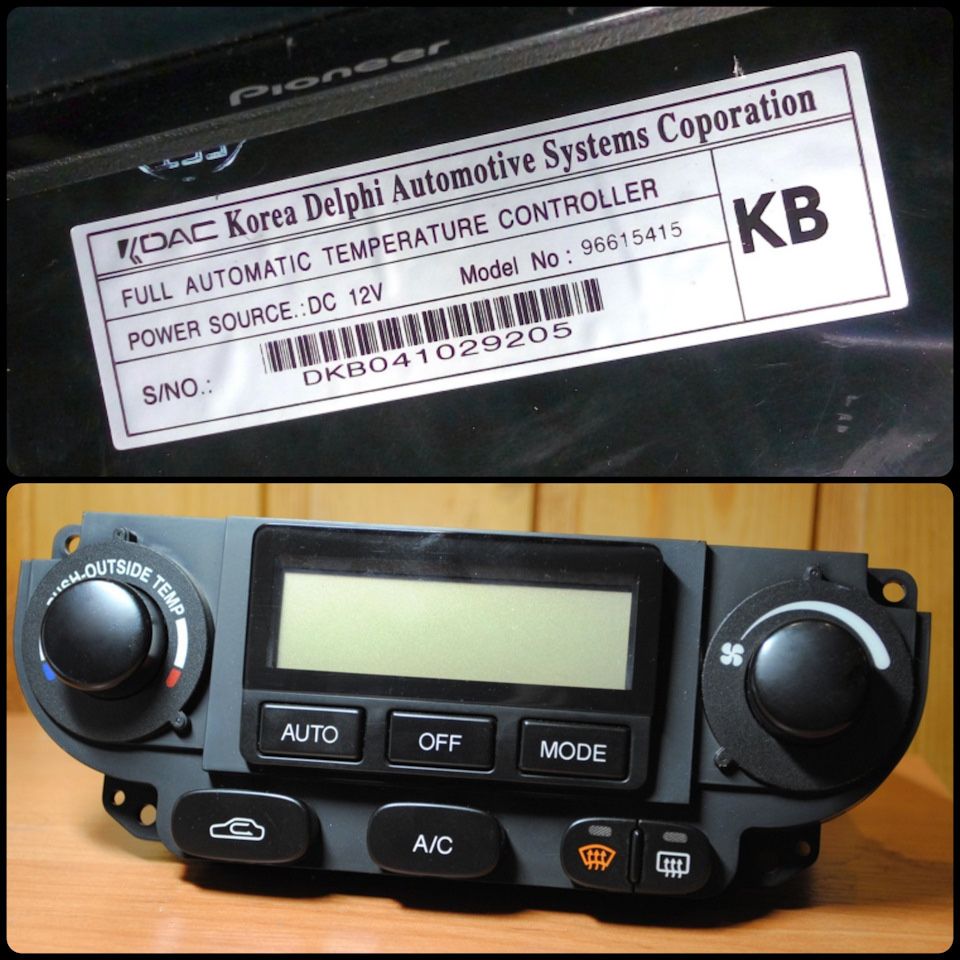 Pioneer
KDAC Korea Delphi Automotive Systems Coporation
FULL AUTOMATIC TEMPERATURE CONTROLLER
POWER SOURCE.:DC 12V Model No : 96615415
KB
S/NO.: DKB041029205
PUSH-OUTSIDE TEMP
AUTO OFF MODE
A/C